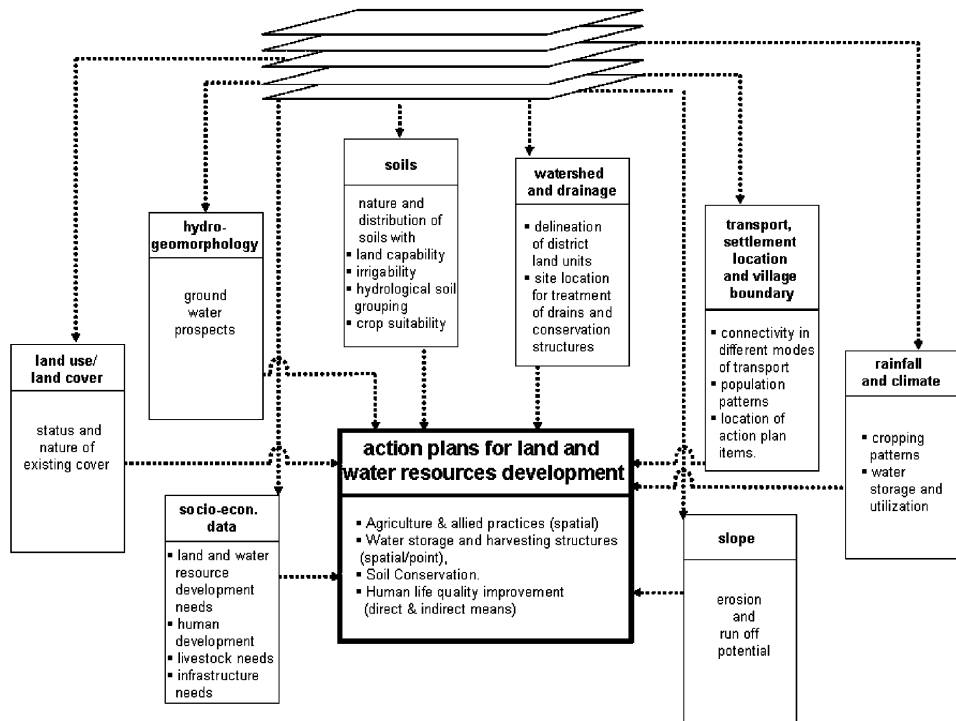 soils
nature and
distribution of
soils with
▪ land capability
▪ irrigability
▪ hydrological soil
grouping
▪ crop suitability
watershed
and drainage
▪ delineation
of district
land units
▪ site location
for treatment
of drains and
conservation
structures
hydro-
geomorphology
ground
water
prospects
transport,
settlement
location
and village
boundary
▪ connectivity in
different modes
of transport
▪ population
patterns
▪ location of
action plan
items.
land use/
land cover
status and
nature of
existing cover
rainfall
and climate
▪ cropping
patterns
▪ water
storage and
utilization
action plans for land and
water resources development
▪ Agriculture & allied practices (spatial)
▪ Water storage and harvesting structures
(spatial/point),
▪ Soil Conservation.
▪ Human life quality improvement
(direct & indirect means)
socio-econ.
data
▪ land and water
resource
development
needs
▪ human
development
▪ livestock needs
▪ infrastructure
needs
slope
erosion
and
run off
potential